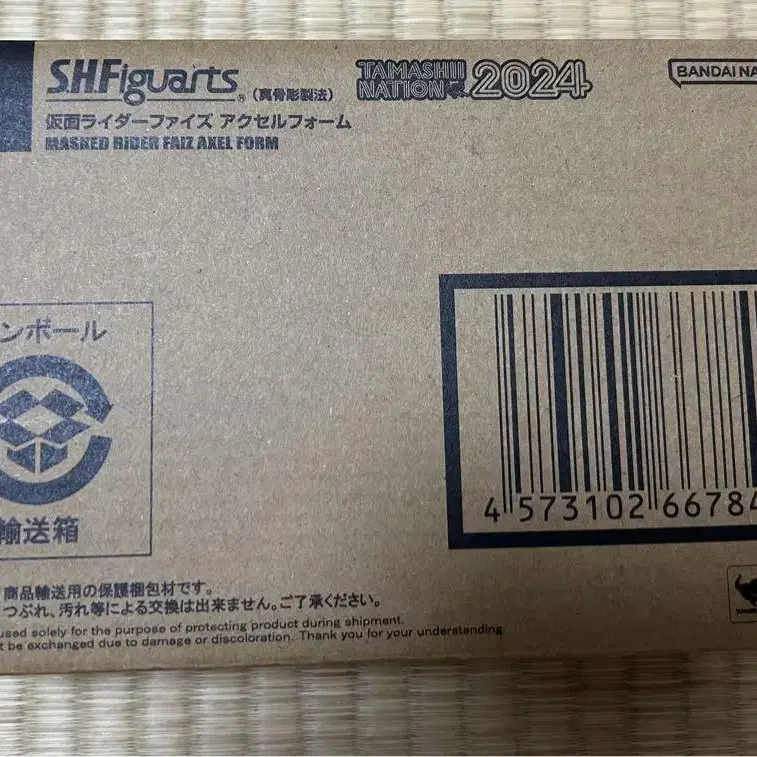 S.H.Figuarts® (真骨彫製法) TAMASHII NATION 2024 BANDAI NA
仮面ライダーファイズ アクセルフォーム
MASKED RIDER FAIZ AXEL FORM
ンボール
輸送箱
4 573102 66784
商品輸送用の保護梱包材です。
つぶれ、汚れ等による交換は出来ません。ご了承ください。
used solely for the purpose of protecting product during shipment.
t be exchanged due to damage or discoloration. Thank you for your understanding